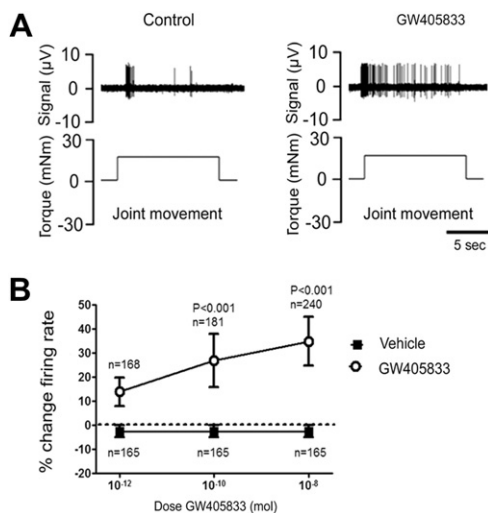 A
Control
GW405833
Signal (µV)
10
0
-10
Signal (µV)
10
0
-10
Torque (mNm)
30
0
-30
Joint movement
Torque (mNm)
30
0
-30
Joint movement
5 sec
B
% change firing rate
50
40
30
20
10
0
-10
-20
n=168
P<0.001
n=181
P<0.001
n=240
n=165
n=165
n=165
10-12
10-10
10-8
Dose GW405833 (mol)
Vehicle
GW405833